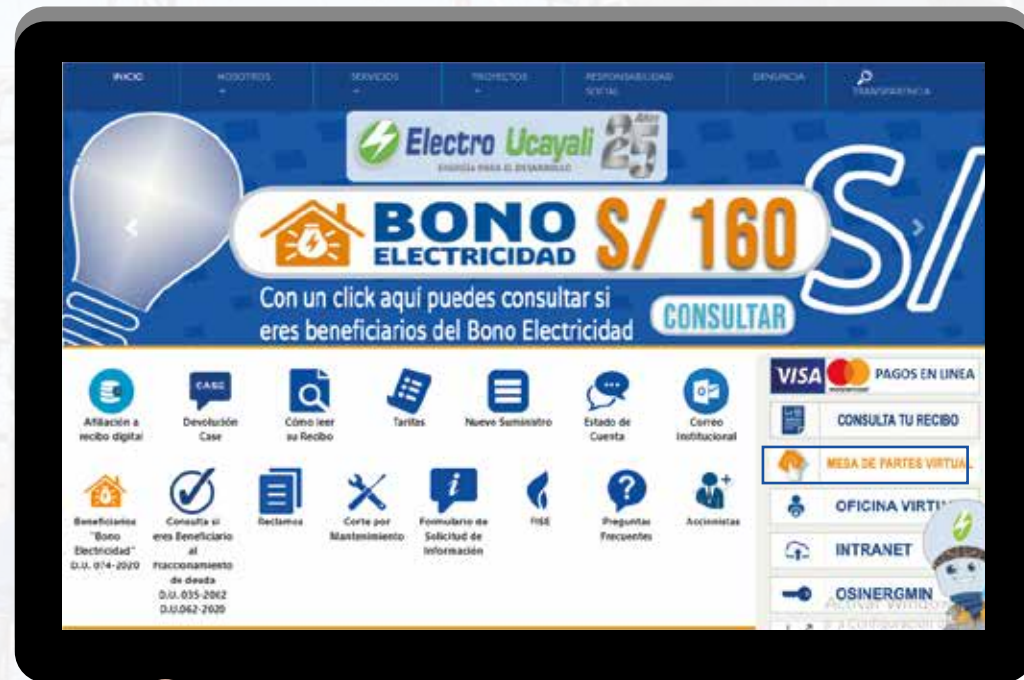 INICIO
NOSOTROS
SERVICIOS
PROYECTOS
RESPONSABILIDAD
SOCIAL
DENUNCIA
TRANSPARENCIA
Electro Ucayali
ENERGÍA PARA EL DESARROLLO
25 Años
BONO
ELECTRICIDAD
S/ 160
S/
Con un click aquí puedes consultar si
eres beneficiarios del Bono Electricidad
CONSULTAR
Afiliación a
recibo digital
CASE
Devolución
Case
Cómo leer
su Recibo
Tarifas
Nuevo Suministro
Estado de
Cuenta
Correo
Institucional
Beneficiarios
"Bono
Electricidad"
D.U. 074-2020
Consulta si
eres Beneficiario
al
Fraccionamiento
de deuda
D.U. 035-2002
D.U.062-2020
Reclamos
Corte por
Mantenimiento
Formulario de
Solicitud de
Información
FISE
Preguntas
Frecuentes
Accionistas
VISA
PAGOS EN LINEA
CONSULTA TU RECIBO
MESA DE PARTES VIRTUAL
OFICINA VIRTU
INTRANET
OSINERGMIN
Activar Window